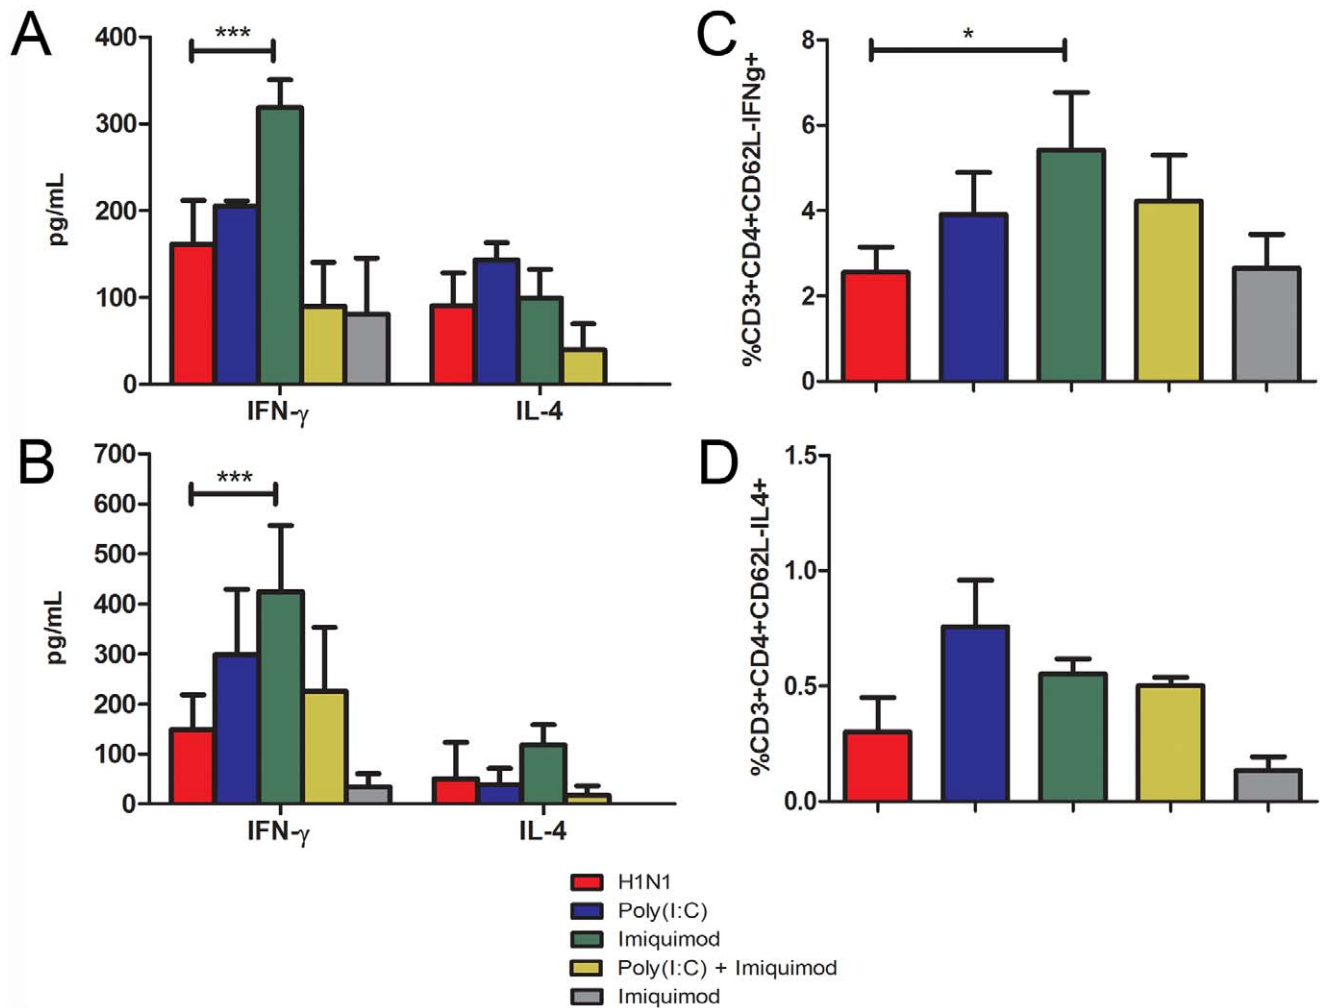 A
400
300
200
100
0
pg/mL
***
IFN-γ
IL-4
C
8
6
4
2
0
%CD3+CD4+CD62L-IFNg+
*
B
700
600
500
400
300
200
100
0
pg/mL
***
IFN-γ
IL-4
D
1.5
1.0
0.5
0.0
%CD3+CD4+CD62L-IL4+
H1N1
Poly(I:C)
Imiquimod
Poly(I:C) + Imiquimod
Imiquimod